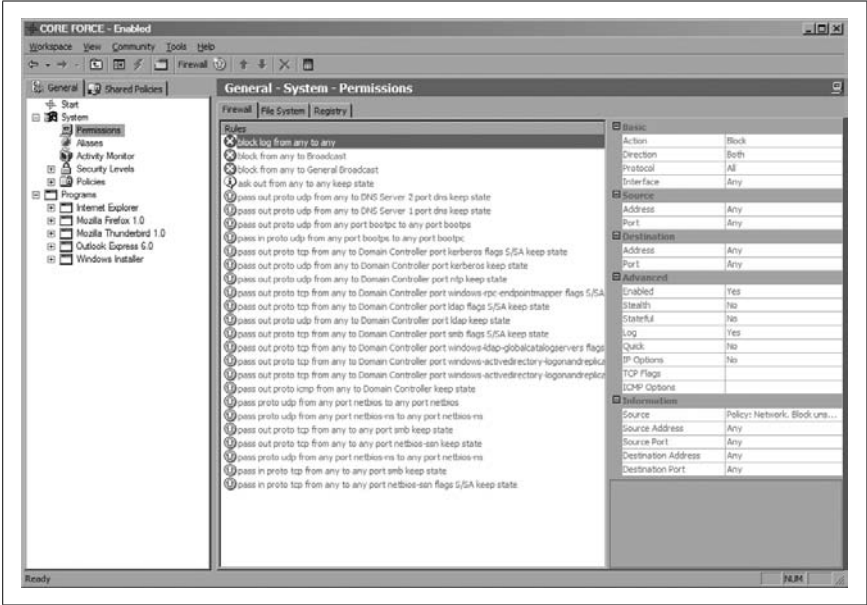 CORE FORCE - Enabled
Workspace View Community Tools Help
Firewall
General Shared Policies
Start
System
Permissions
Aliases
Activity Monitor
Security Levels
Policies
Programs
Internet Explorer
Mozilla Firefox 1.0
Mozilla Thunderbird 1.0
Outlook Express 6.0
Windows Installer
General - System - Permissions
Firewall File System Registry
Rules
block log from any to any
block from any to Broadcast
block from any to General Broadcast
ask out from any to any keep state
pass out proto udp from any to DNS Server 2 port dns keep state
pass out proto udp from any to DNS Server 1 port dns keep state
pass out proto udp from any port bootpc to any port bootps
pass in proto udp from any port bootps to any port bootpc
pass out proto tcp from any to Domain Controller port kerberos flags S/SA keep state
pass out proto udp from any to Domain Controller port kerberos keep state
pass out proto udp from any to Domain Controller port ntp keep state
pass out proto tcp from any to Domain Controller port windows-rpc-endpointmapper flags S/SA
pass out proto tcp from any to Domain Controller port ldap flags S/SA keep state
pass out proto udp from any to Domain Controller port ldap keep state
pass out proto tcp from any to Domain Controller port smb flags S/SA keep state
pass out proto tcp from any to Domain Controller port windows-ldap-globalcatalogservers flags
pass out proto tcp from any to Domain Controller port windows-activedirectory-logonandreplica
pass out proto tcp from any to Domain Controller port windows-activedirectory-logonandreplica
pass out proto icmp from any to Domain Controller keep state
pass proto udp from any port netbios to any port netbios
pass proto udp from any port netbios-ns to any port netbios-ns
pass out proto tcp from any to any port smb keep state
pass out proto tcp from any to any port netbios-ssn keep state
pass proto udp from any port netbios-ns to any port netbios-ns
pass in proto tcp from any to any port smb keep state
pass in proto tcp from any to any port netbios-ssn flags S/SA keep state
Basic
Action Block
Direction Both
Protocol All
Interface Any
Source
Address Any
Port Any
Destination
Address Any
Port Any
Advanced
Enabled Yes
Stealth No
Stateful No
Log Yes
Quick No
IP Options No
TCP Flags
ICMP Options
Information
Source Policy: Network. Block uns...
Source Address Any
Source Port Any
Destination Address Any
Destination Port Any
Ready
NUM